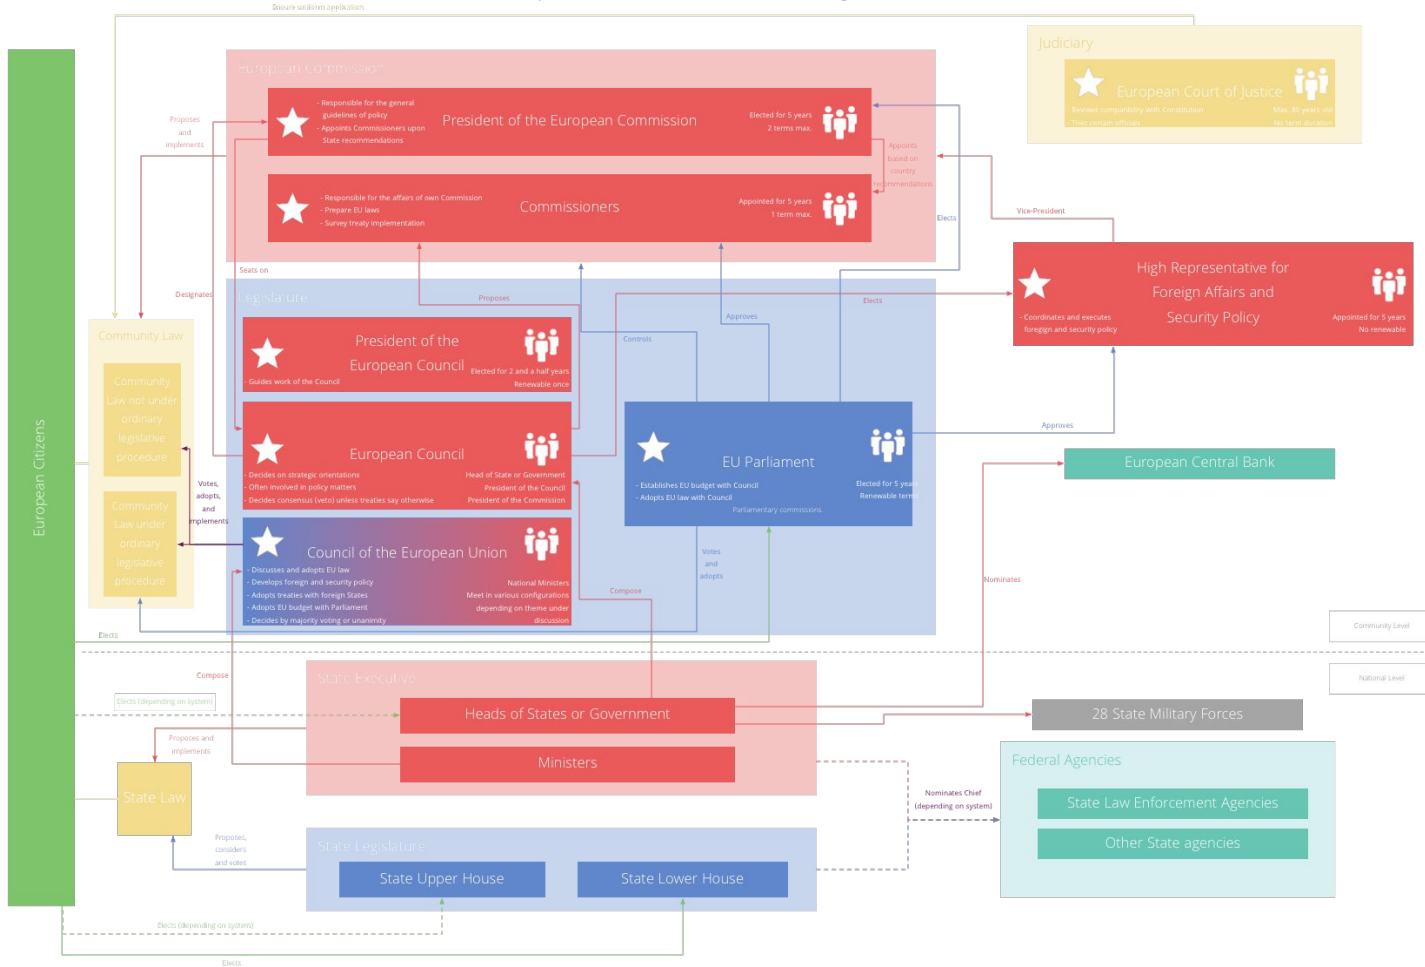 Ensure uniform application
Judiciary
European Court of Justice
- Reviews compatibility with Constitution
- Tries certain officials
Max. 80 years old
No term duration
European Commission
- Responsible for the general
guidelines of policy
- Appoints Commissioners upon
State recommendations
President of the European Commission
Elected for 5 years
2 terms max.
Proposes
and
implements
Appoints
based on
country
recommendations
- Responsible for the affairs of own Commission
- Prepare EU laws
- Survey treaty implementation
Commissioners
Appointed for 5 years
1 term max.
Elects
Vice-President
High Representative for
Foreign Affairs and
Security Policy
- Coordinates and executes
foregign and security policy
Appointed for 5 years
No renewable
Seats on
Designates
Legislature
Proposes
Elects
Approves
Controls
President of the
European Council
- Guides work of the Council
Elected for 2 and a half years
Renewable once
Community Law
Community
Law not under
ordinary
legislative
procedure
Community
Law under
ordinary
legislative
procedure
European Citizens
Votes,
adopts,
and
implements
European Council
- Decides on strategic orientations
- Often involved in policy matters
- Decides consensus (veto) unless treaties say otherwise
Head of State or Government
President of the Council
President of the Commission
EU Parliament
- Establishes EU budget with Council
- Adopts EU law with Council
Elected for 5 years
Renewable terms
Parliamentary commissions
Approves
European Central Bank
Council of the European Union
- Discusses and adopts EU law
- Develops foreign and security policy
- Adopts treaties with foreign States
- Adopts EU budget with Parliament
- Decides by majority voting or unanimity
National Ministers
Meet in various configurations
depending on theme under
discussion
Votes
and
adopts
Nominates
Compose
Elects
Community Level
National Level
Compose
State Executive
Elects (depending on system)
Heads of States or Government
28 State Military Forces
Proposes and
implements
Ministers
Federal Agencies
State Law Enforcement Agencies
Other State agencies
Nominates Chief
(depending on system)
State Law
Proposes,
considers
and votes
State Legislature
State Upper House
State Lower House
Elects (depending on system)
Elects